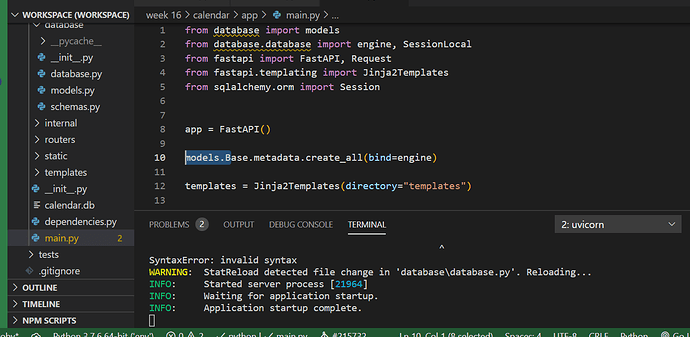 WORKSPACE (WORKSPACE)
database
__pycache__
__init__.py
database.py
models.py
schemas.py
internal
routers
static
templates
__init__.py
calendar.db
dependencies.py
main.py 2
tests
.gitignore
OUTLINE
TIMELINE
NPM SCRIPTS
week 16 > calendar > app > main.py > ...
1 from database import models
2 from database.database import engine, SessionLocal
3 from fastapi import FastAPI, Request
4 from fastapi.templating import Jinja2Templates
5 from sqlalchemy.orm import Session
6
7
8 app = FastAPI()
9
10 models.Base.metadata.create_all(bind=engine)
11
12 templates = Jinja2Templates(directory="templates")
13
PROBLEMS 2 OUTPUT DEBUG CONSOLE TERMINAL 2: uvicorn
^
SyntaxError: invalid syntax
WARNING: StatReload detected file change in 'database\database.py'. Reloading...
INFO: Started server process [21964]
INFO: Waiting for application startup.
INFO: Application startup complete.
Python 3.7.6 64-bit ('env') 0 2 python | main.py #215732 Ln 10, Col 1 (8 selected) Spaces: 4 UTF-8 CRLF Python